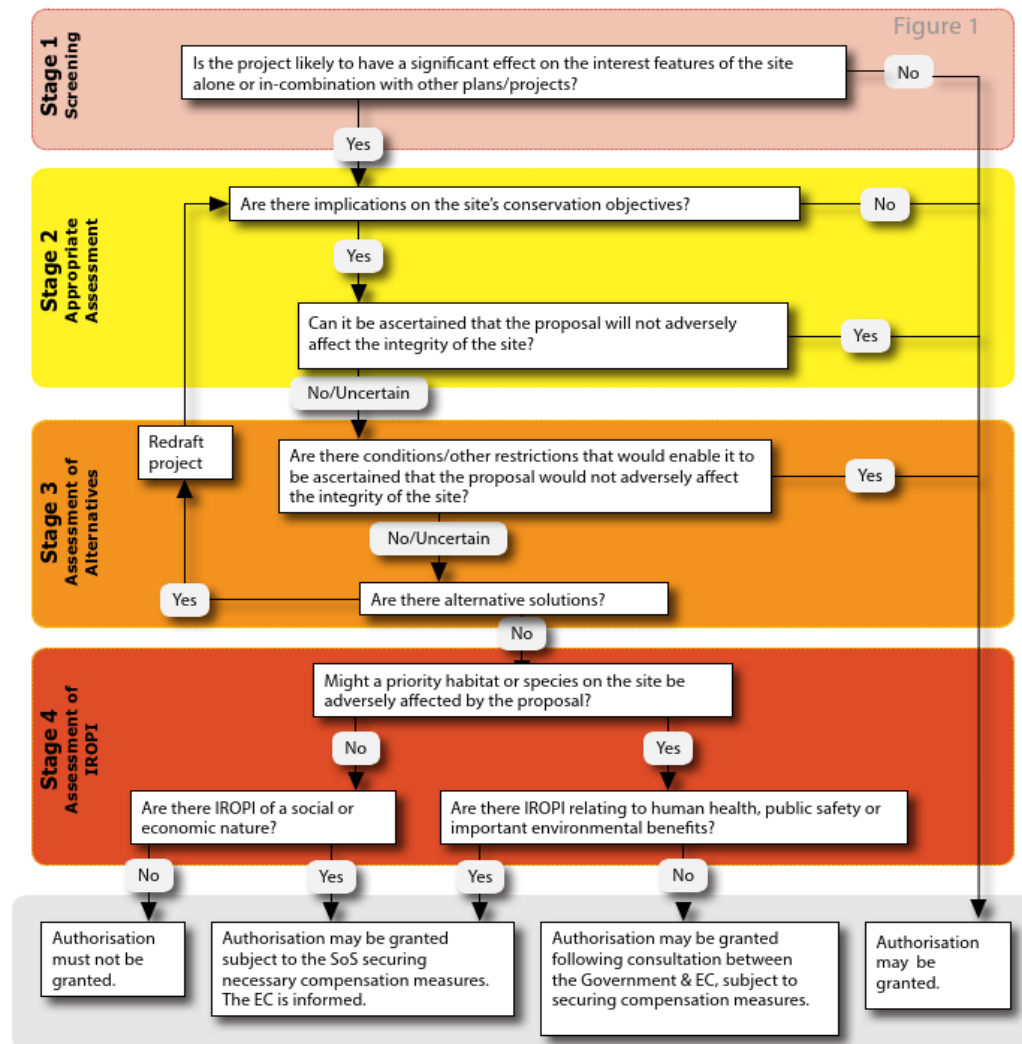 Figure 1
Stage 1
Screening
Is the project likely to have a significant effect on the interest features of the site
alone or in-combination with other plans/projects?
No
Yes
Stage 2
Appropriate
Assessment
Are there implications on the site's conservation objectives?
No
Yes
Can it be ascertained that the proposal will not adversely
affect the integrity of the site?
Yes
No/Uncertain
Stage 3
Assessment of
Alternatives
Redraft
project
Are there conditions/other restrictions that would enable it to
be ascertained that the proposal would not adversely affect
the integrity of the site?
Yes
No/Uncertain
Yes
Are there alternative solutions?
No
Stage 4
Assessment of
IROPI
Might a priority habitat or species on the site be
adversely affected by the proposal?
No
Yes
Are there IROPI of a social or
economic nature?
Are there IROPI relating to human health, public safety or
important environmental benefits?
No
Yes
Yes
No
Authorisation
must not be
granted.
Authorisation may be granted
subject to the SoS securing
necessary compensation measures.
The EC is informed.
Authorisation may be granted
following consultation between
the Government & EC, subject to
securing compensation measures.
Authorisation
may be
granted.